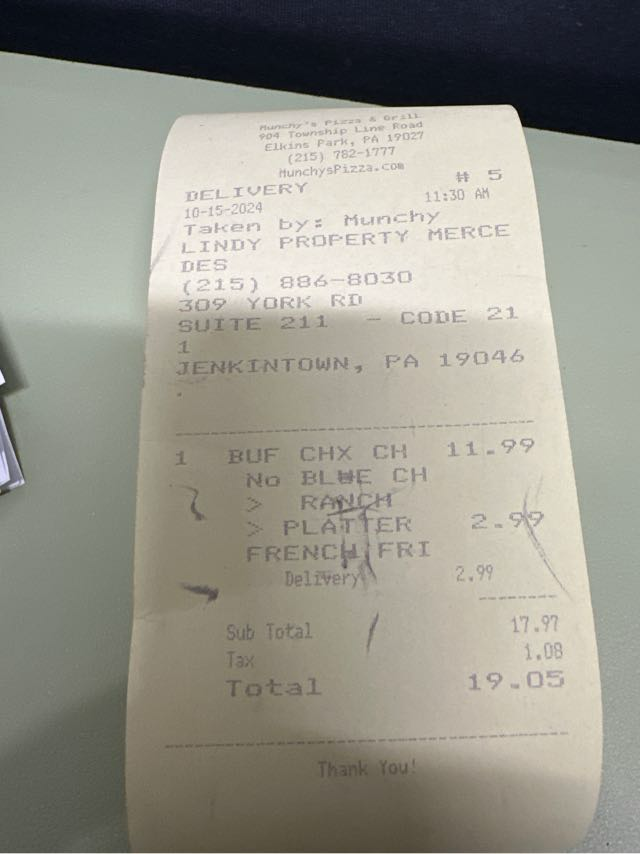 Munchy's Pizza & Grill
904 Township Line Road
Elkins Park, PA 19027
(215) 782-1777
MunchysPizza.com
DELIVERY # 5
10-15-2024 11:30 AM
Taken by: Munchy
LINDY PROPERTY MERCE
DES
(215) 886-8030
309 YORK RD
SUITE 211 - CODE 21
1
JENKINTOWN, PA 19046
.
1 BUF CHX CH 11.99
No BLUE CH
> RANCH
> PLATTER 2.99
FRENCH FRI
Delivery 2.99
Sub Total 17.97
Tax 1.08
Total 19.05
Thank You!